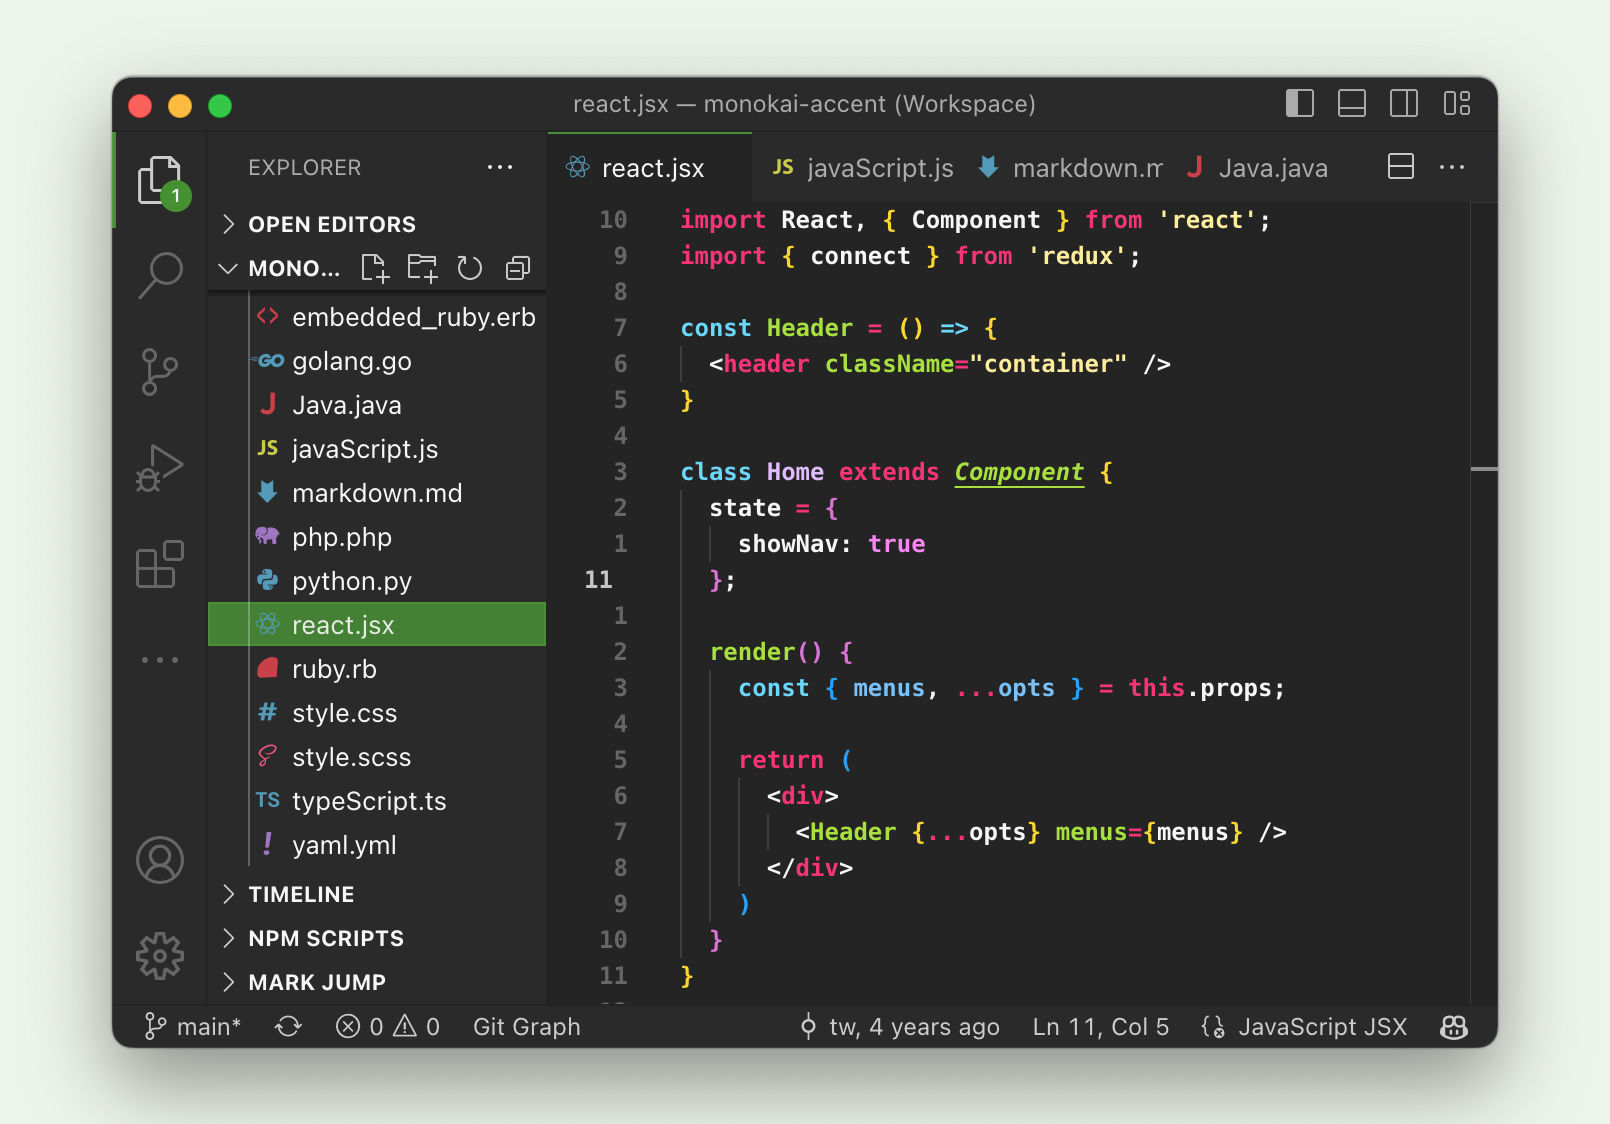 react.jsx — monokai-accent (Workspace)
EXPLORER
react.jsx
JS javaScript.js
markdown.m
J Java.java
1
OPEN EDITORS
MONO...
embedded_ruby.erb
GO golang.go
J Java.java
JS javaScript.js
markdown.md
php.php
python.py
react.jsx
ruby.rb
# style.css
style.scss
TS typeScript.ts
! yaml.yml
TIMELINE
NPM SCRIPTS
MARK JUMP
10 import React, { Component } from 'react';
9 import { connect } from 'redux';
8
7 const Header = () => {
6 <header className="container" />
5 }
4
3 class Home extends Component {
2 state = {
1 showNav: true
11 };
1
2 render() {
3 const { menus, ...opts } = this.props;
4
5 return (
6 <div>
7 <Header {...opts} menus={menus} />
8 </div>
9 )
10 }
11 }
main* 0 0 Git Graph tw, 4 years ago Ln 11, Col 5 JavaScript JSX